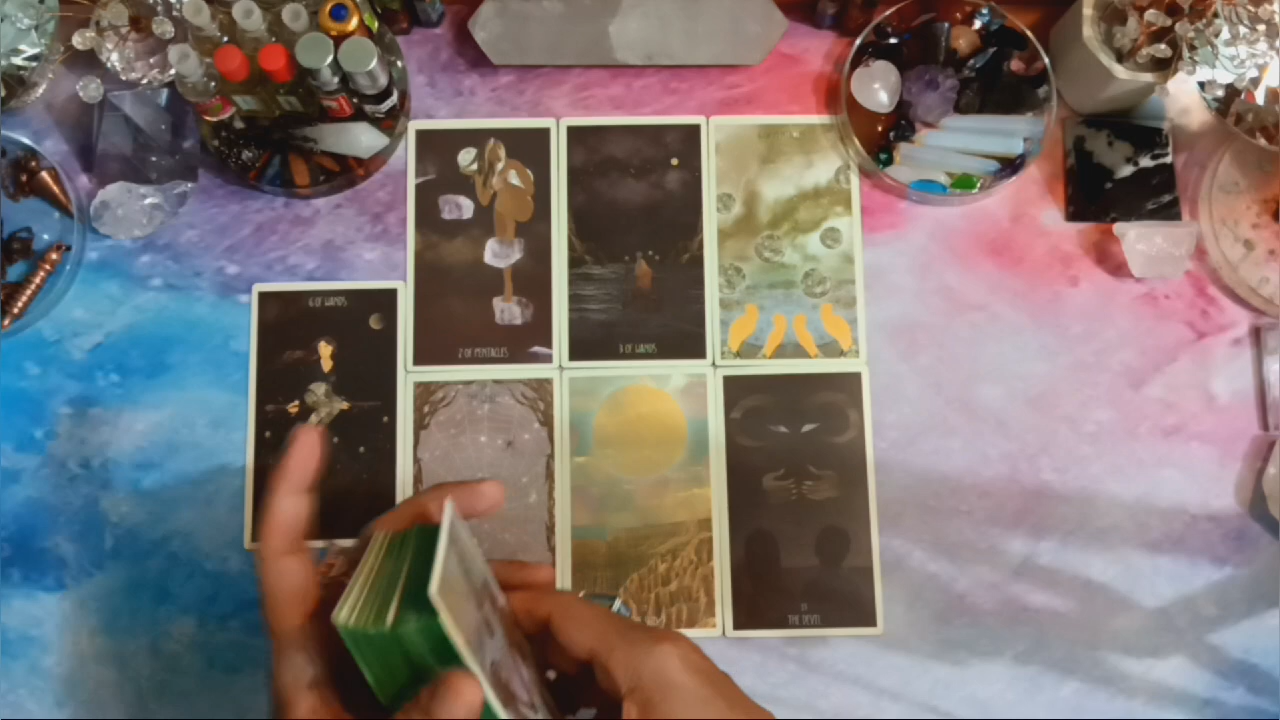 6 OF WANDS
2 OF PENTACLES
3 OF WANDS
THE DEVIL